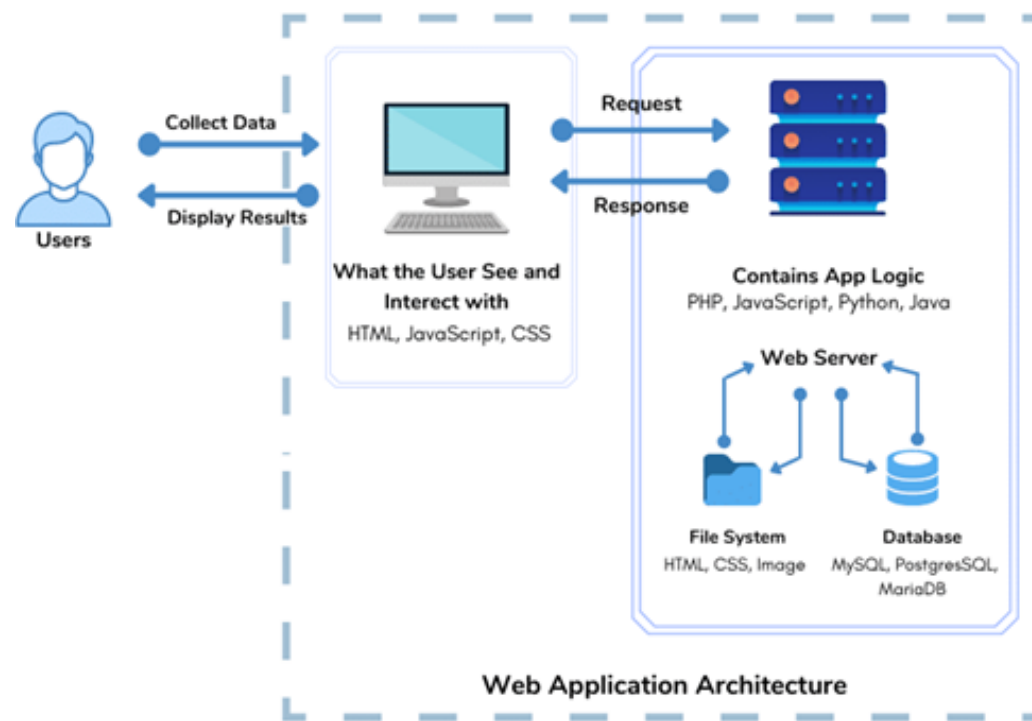 Collect Data
Display Results
Users
What the User See and
Interect with
HTML, JavaScript, CSS
Request
Response
Contains App Logic
PHP, JavaScript, Python, Java
Web Server
File System
HTML, CSS, Image
Database
MySQL, PostgresSQL,
MariaDB
Web Application Architecture